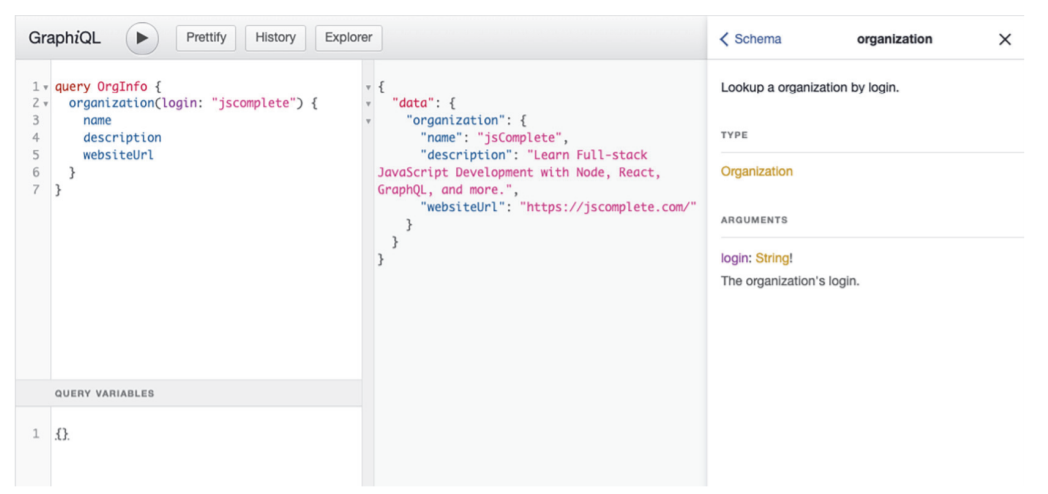 GraphiQL
Prettify
History
Explorer
1 query OrgInfo {
2 organization(login: "jscomplete") {
3 name
4 description
5 websiteUrl
6 }
7 }
QUERY VARIABLES
1 {}
{
"data": {
"organization": {
"name": "jsComplete",
"description": "Learn Full-stack
JavaScript Development with Node, React,
GraphQL, and more.",
"websiteUrl": "https://jscomplete.com/"
}
}
}
Schema
organization
Lookup a organization by login.
TYPE
Organization
ARGUMENTS
login: String!
The organization's login.